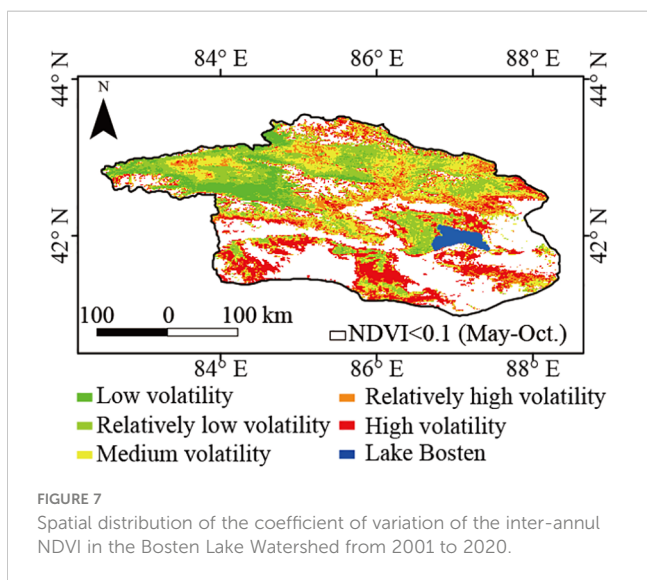 84° E 86° E 88° E
44° N 44° N
N
42° N 42° N
100 0 100 km
NDVI<0.1 (May-Oct.)
84° E 86° E 88° E
Low volatility Relatively high volatility
Relatively low volatility High volatility
Medium volatility Lake Bosten
FIGURE 7
Spatial distribution of the coefficient of variation of the inter-annul
NDVI in the Bosten Lake Watershed from 2001 to 2020.